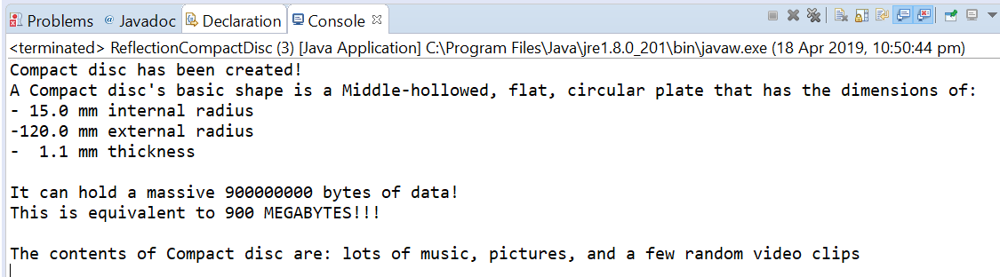 Problems @ Javadoc Declaration Console
<terminated> ReflectionCompactDisc (3) [Java Application] C:\Program Files\Java\jre1.8.0_201\bin\javaw.exe (18 Apr 2019, 10:50:44 pm)
Compact disc has been created!
A Compact disc's basic shape is a Middle-hollowed, flat, circular plate that has the dimensions of:
- 15.0 mm internal radius
-120.0 mm external radius
-  1.1 mm thickness
It can hold a massive 900000000 bytes of data!
This is equivalent to 900 MEGABYTES!!!
The contents of Compact disc are: lots of music, pictures, and a few random video clips